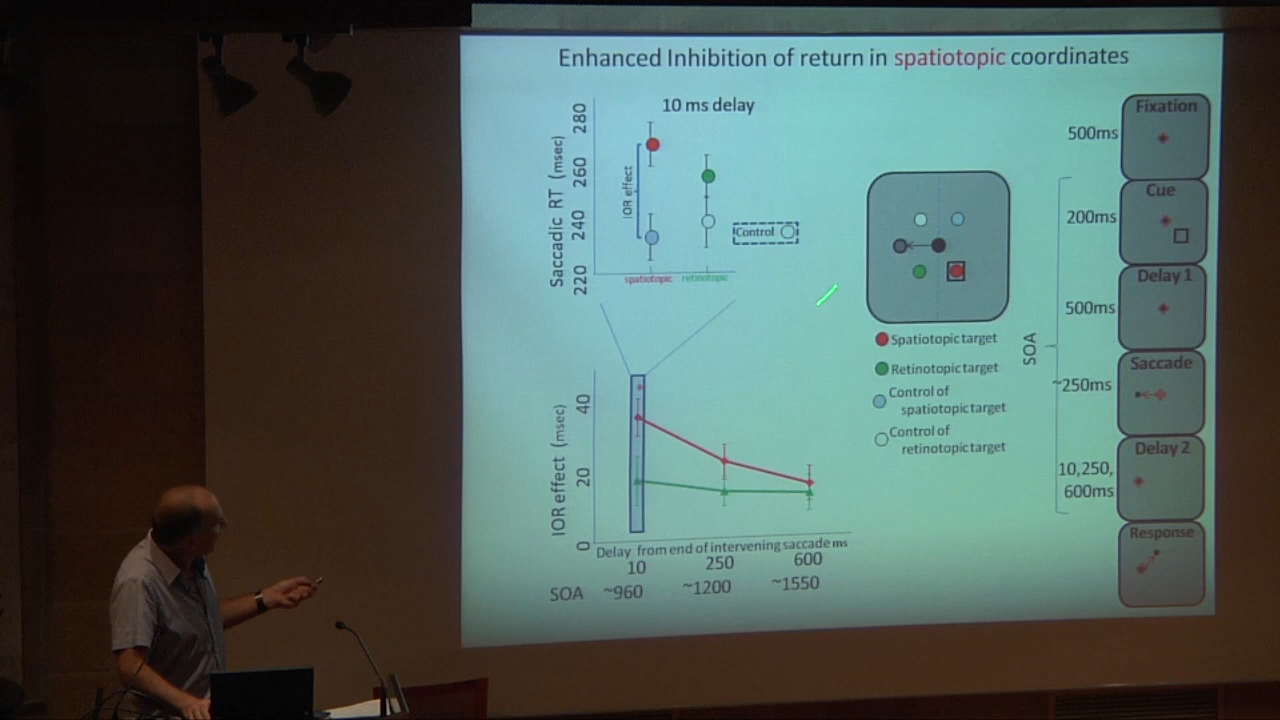 Enhanced Inhibition of return in spatiotopic coordinates
10 ms delay
Saccadic RT (msec)
280
260
240
220
IOR effect
Control
spatiotopic retinotopic
IOR effect (msec)
40
20
0
Delay from end of intervening saccade ms
10 250 600
SOA ~960 ~1200 ~1550
Spatiotopic target
Retinotopic target
Control of
spatiotopic target
Control of
retinotopic target
SOA
Fixation
500ms
Cue
200ms
Delay 1
500ms
Saccade
~250ms
Delay 2
10,250,
600ms
Response